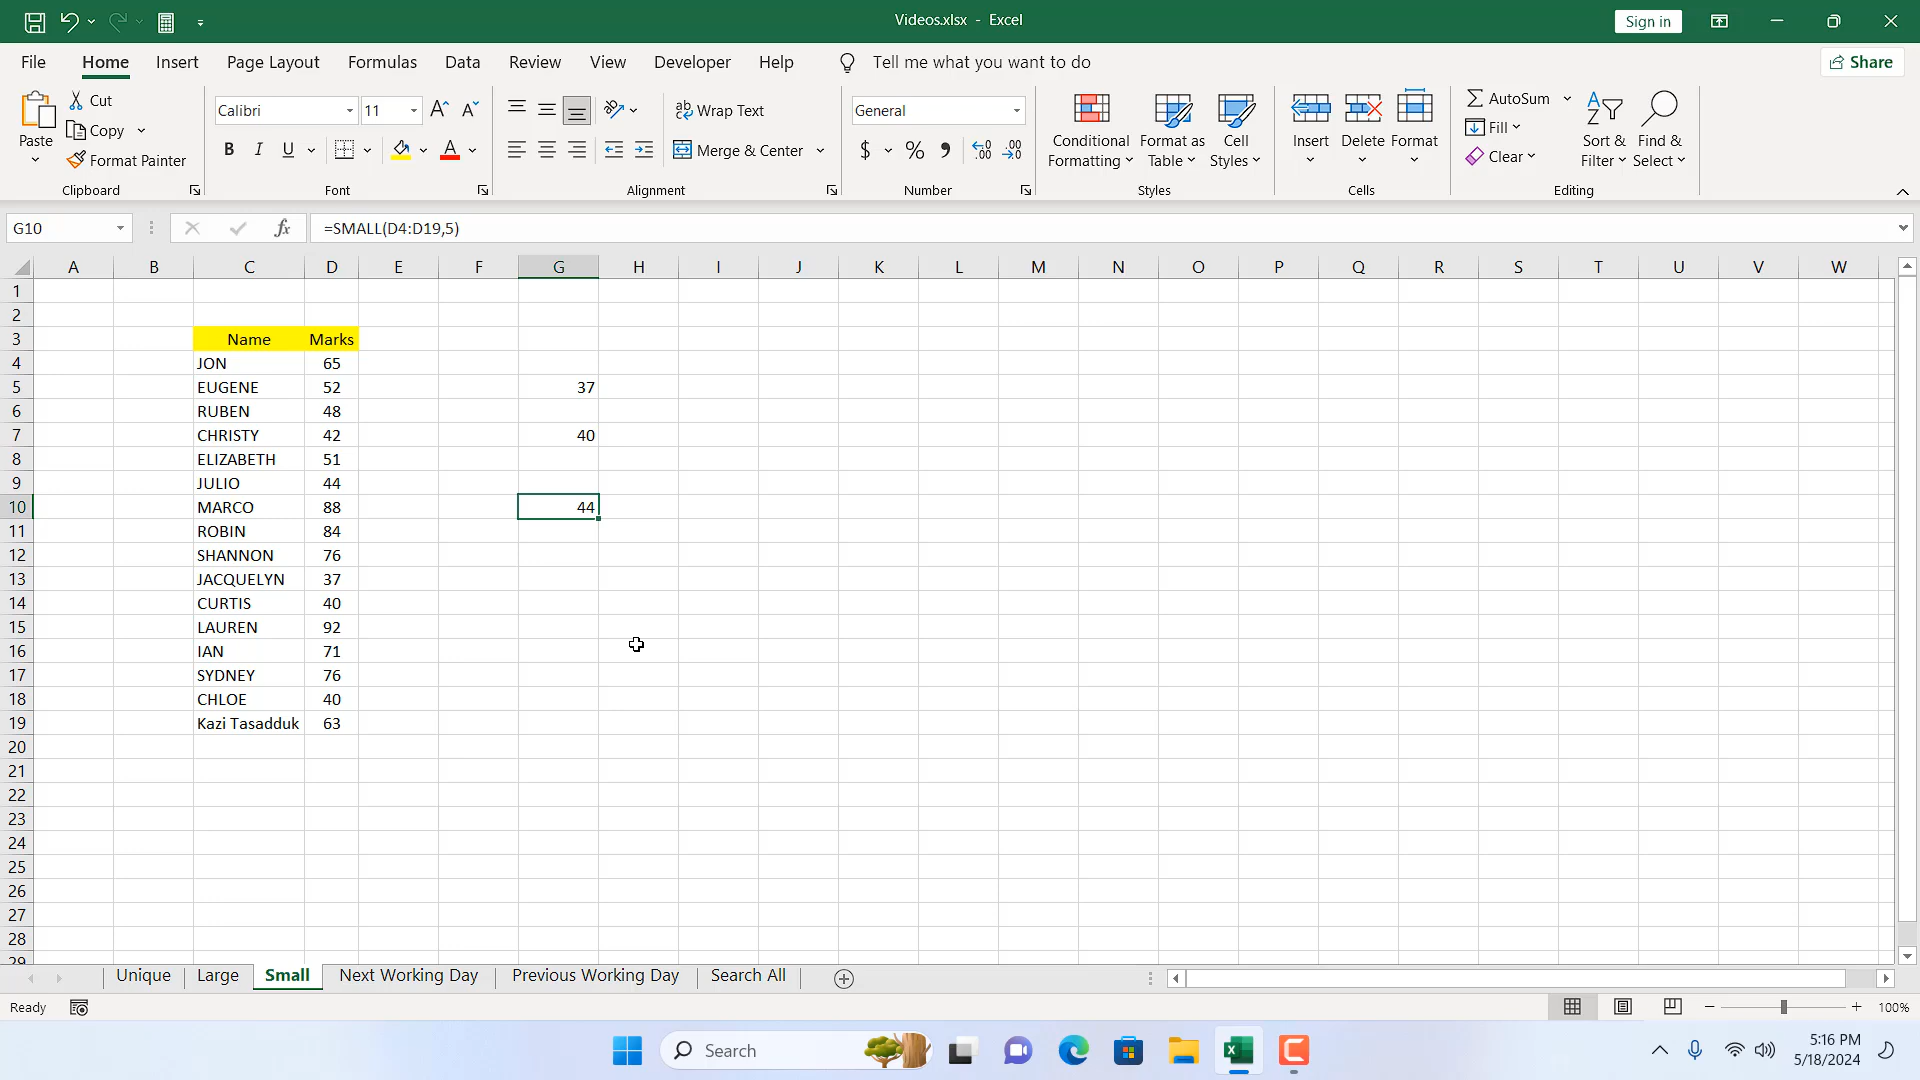 Videos.xlsx - Excel
Sign in
File Home Insert Page Layout Formulas Data Review View Developer Help Tell me what you want to do Share
Paste
Cut
Copy
Format Painter
Clipboard
Calibri 11
B I U
Font
Wrap Text
Merge & Center
Alignment
General
$ % ,
Number
Conditional Formatting
Format as Table
Cell Styles
Styles
Insert Delete Format
Cells
AutoSum
Fill
Clear
Sort & Filter
Find & Select
Editing
G10 fx =SMALL(D4:D19,5)
A B C D E F G H I J K L M N O P Q R S T U V W
1
2
3 Name Marks
4 JON 65
5 EUGENE 52 37
6 RUBEN 48
7 CHRISTY 42 40
8 ELIZABETH 51
9 JULIO 44
10 MARCO 88 44
11 ROBIN 84
12 SHANNON 76
13 JACQUELYN 37
14 CURTIS 40
15 LAUREN 92
16 IAN 71
17 SYDNEY 76
18 CHLOE 40
19 Kazi Tasadduk 63
20
21
22
23
24
25
26
27
28
29
Unique Large Small Next Working Day Previous Working Day Search All
Ready 100%
Search
5:16 PM
5/18/2024